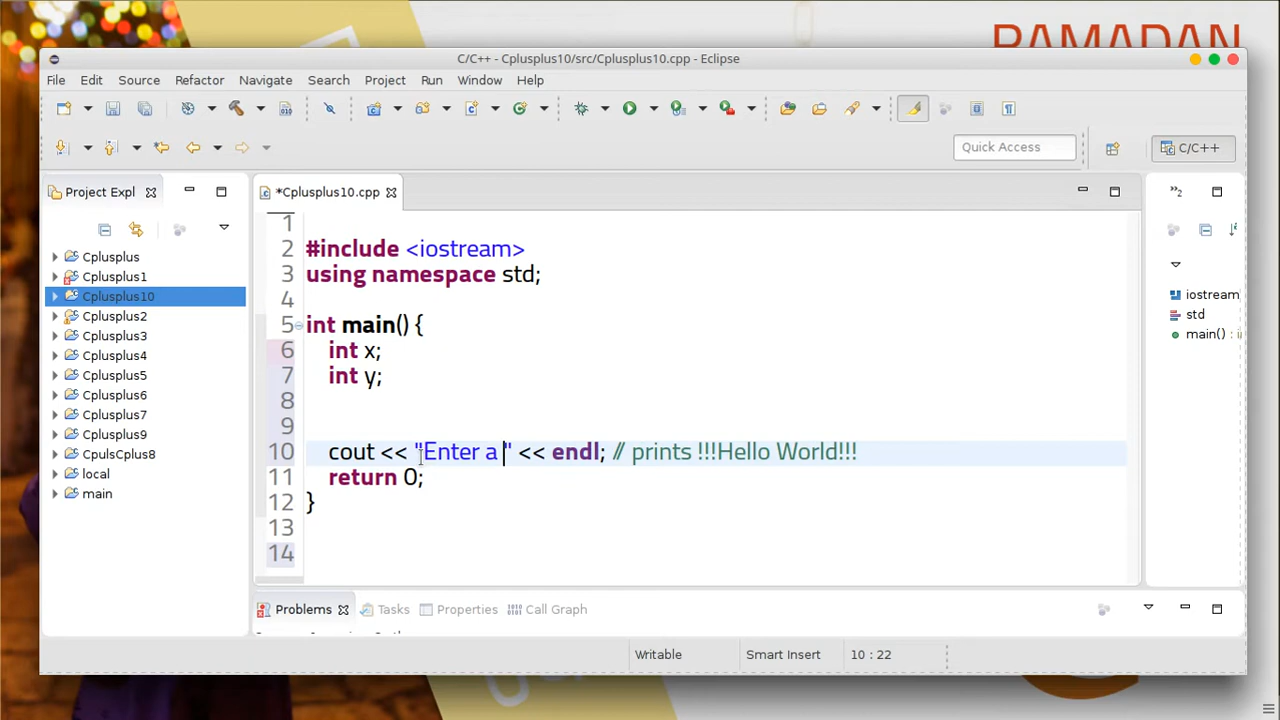 RAMADAN
C/C++ - Cplusplus10/src/Cplusplus10.cpp - Eclipse
File Edit Source Refactor Navigate Search Project Run Window Help
010
Quick Access
C/C++
Project Expl
*Cplusplus10.cpp
»2
Cplusplus
Cplusplus1
Cplusplus10
Cplusplus2
Cplusplus3
Cplusplus4
Cplusplus5
Cplusplus6
Cplusplus7
Cplusplus9
CpulsCplus8
local
main
1
2 #include <iostream>
3 using namespace std;
4
5 int main() {
6 int x;
7 int y;
8
9
10 cout << "Enter a " << endl; // prints !!!Hello World!!!
11 return 0;
12 }
13
14
iostream
std
main() :
Problems Tasks Properties Call Graph
Writable Smart Insert 10 : 22